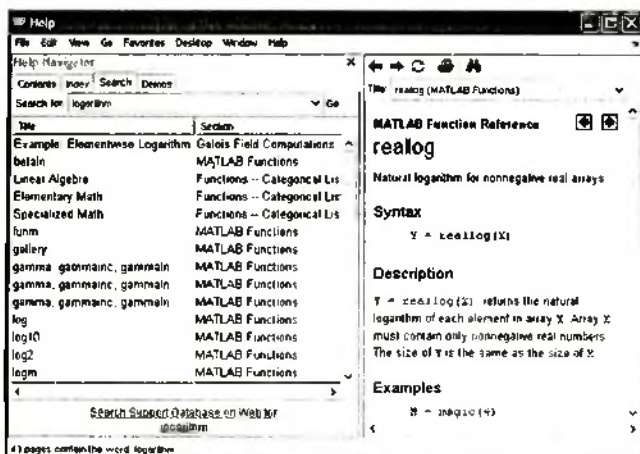 Help
File Edit View Go Favorites Desktop Window Help
Help Navigator
Contents Index Search Demos
Search for: logarithm Go
Title Section
Example: Elementwise Logarithm Galois Field Computations
betaln MATLAB Functions
Linear Algebra Functions -- Categorical Lis
Elementary Math Functions -- Categorical Lis
Specialized Math Functions -- Categorical Lis
funm MATLAB Functions
gallery MATLAB Functions
gamma, gammainc, gammaln MATLAB Functions
gamma, gammainc, gammaln MATLAB Functions
gamma, gammainc, gammaln MATLAB Functions
log MATLAB Functions
log10 MATLAB Functions
log2 MATLAB Functions
logm MATLAB Functions
Search Support Database on Web for
logarithm
pages contain the word logarithm
Title: reallog (MATLAB Functions)
MATLAB Function Reference
reallog
Natural logarithm for nonnegative real arrays
Syntax
Y = reallog(X)
Description
Y = reallog(X) returns the natural
logarithm of each element in array X. Array X
must contain only nonnegative real numbers.
The size of Y is the same as the size of X.
Examples
M = magic(4)